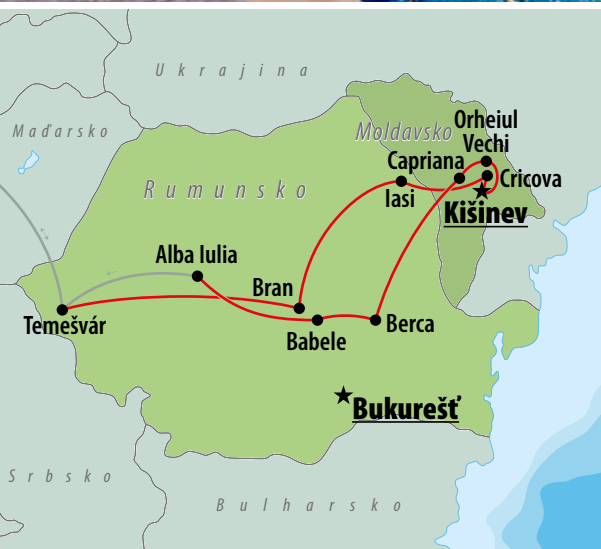 Ukrajina
Maďarsko
Moldavsko
Orheiul
Vechi
Capriana
Cricova
Rumunsko
Iasi
Kišinev
Alba Iulia
Bran
Temešvár
Babele
Berca
Bukurešť
Srbsko
Bulharsko